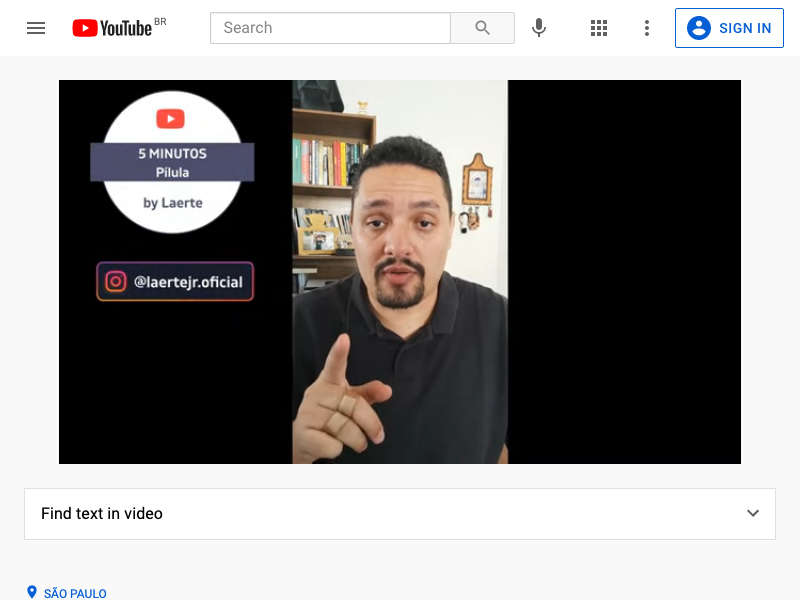 YouTube BR
Search
SIGN IN
5 MINUTOS
Pílula
by Laerte
@laertejr.oficial
Find text in video
SÃO PAULO